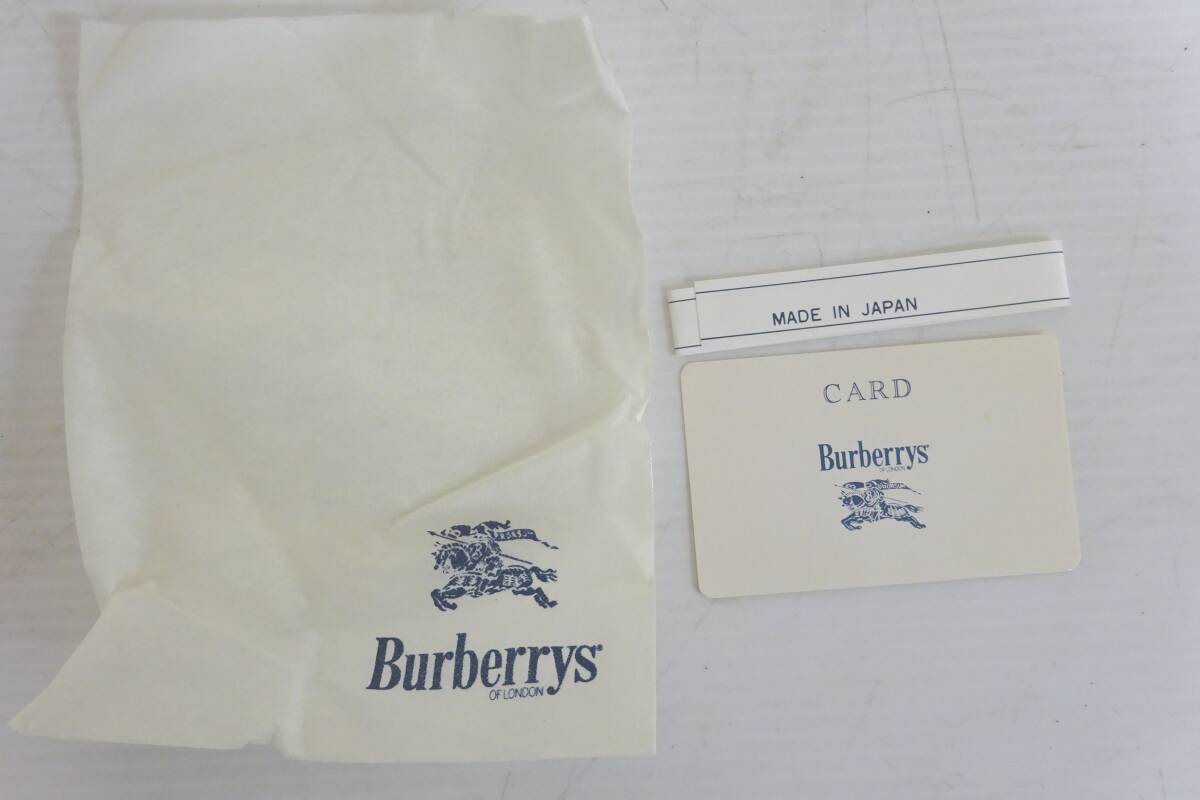 Burberrys
OF LONDON
MADE IN JAPAN
CARD
Burberrys
OF LONDON